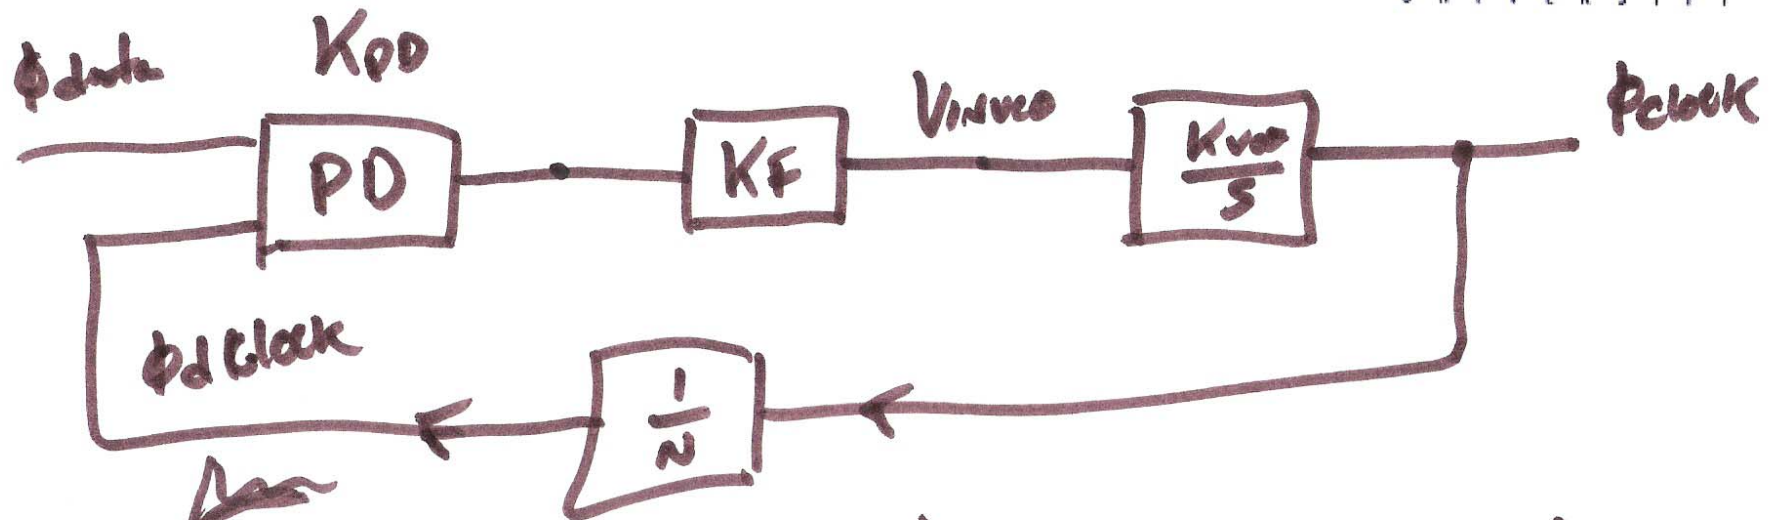 ϕdata
KPD
PD
KF
VINVCO
Kvco
S
ϕclock
ϕdClock
1
N